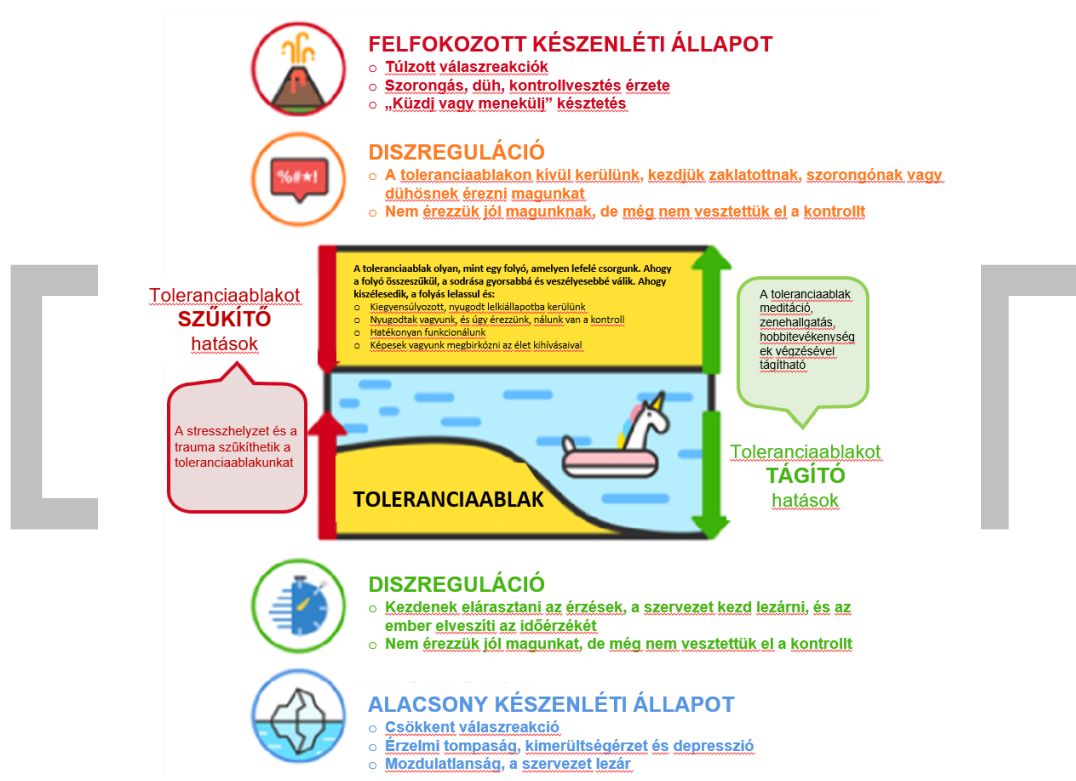 FELFOKOZOTT KÉSZENLÉTI ÁLLAPOT
o Túlzott válaszreakciók
o Szorongás, düh, kontrollvesztés érzete
o „Küzdj vagy menekülj” késztetés
%#*!
DISZREGULÁCIÓ
o A toleranciaablakon kívül kerülünk, kezdjük zaklatottnak, szorongónak vagy
dühösnek érezni magunkat
o Nem érezzük jól magunknak, de még nem vesztettük el a kontrollt
Toleranciaablakot
SZŰKÍTŐ
hatások
A stresszhelyzet és a
trauma szűkíthetik a
toleranciaablakunkat
A toleranciaablak olyan, mint egy folyó, amelyen lefelé csorgunk. Ahogy
a folyó összeszűkül, a sodrása gyorsabbá és veszélyesebbé válik. Ahogy
kiszélesedik, a folyás lelassul és:
o Kiegyensúlyozott, nyugodt lelkiállapotba kerülünk
o Nyugodtak vagyunk, és úgy érezzünk, nálunk van a kontroll
o Hatékonyan funkcionálunk
o Képesek vagyunk megbirkózni az élet kihívásaival
TOLERANCIAABLAK
A toleranciaablak
meditáció,
zenehallgatás,
hobbitevékenység
ek végzésével
tágítható
Toleranciaablakot
TÁGÍTÓ
hatások
DISZREGULÁCIÓ
o Kezdenek elárasztani az érzések, a szervezet kezd lezárni, és az
ember elveszíti az időérzékét
o Nem érezzük jól magunkat, de még nem vesztettük el a kontrollt
ALACSONY KÉSZENLÉTI ÁLLAPOT
o Csökkent válaszreakció
o Érzelmi tompaság, kimerültségérzet és depresszió
o Mozdulatlanság, a szervezet lezár